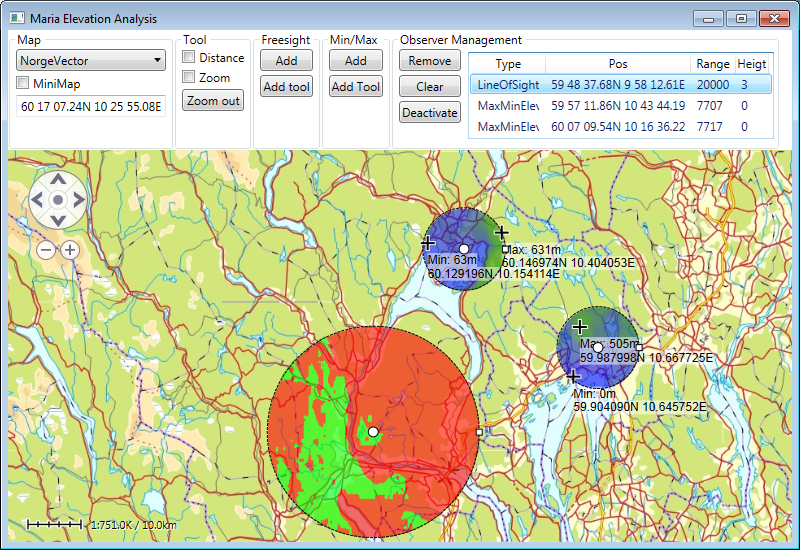 Maria Elevation Analysis
Map
NorgeVector
MiniMap
60 17 07.24N 10 25 55.08E
Tool
Distance
Zoom
Zoom out
Freesight
Add
Add tool
Min/Max
Add
Add Tool
Observer Management
Remove
Clear
Deactivate
Type Pos Range Heigt
LineOfSight 59 48 37.68N 9 58 12.61E 20000 3
MaxMinElev 59 57 11.86N 10 43 44.19 7707 0
MaxMinElev 60 07 09.54N 10 16 36.22 7717 0
Max: 631m
60.146974N 10.404053E
Min: 63m
60.129196N 10.154114E
Max: 505m
59.987998N 10.667725E
Min: 0m
59.904090N 10.645752E
1:751.0K / 10.0km